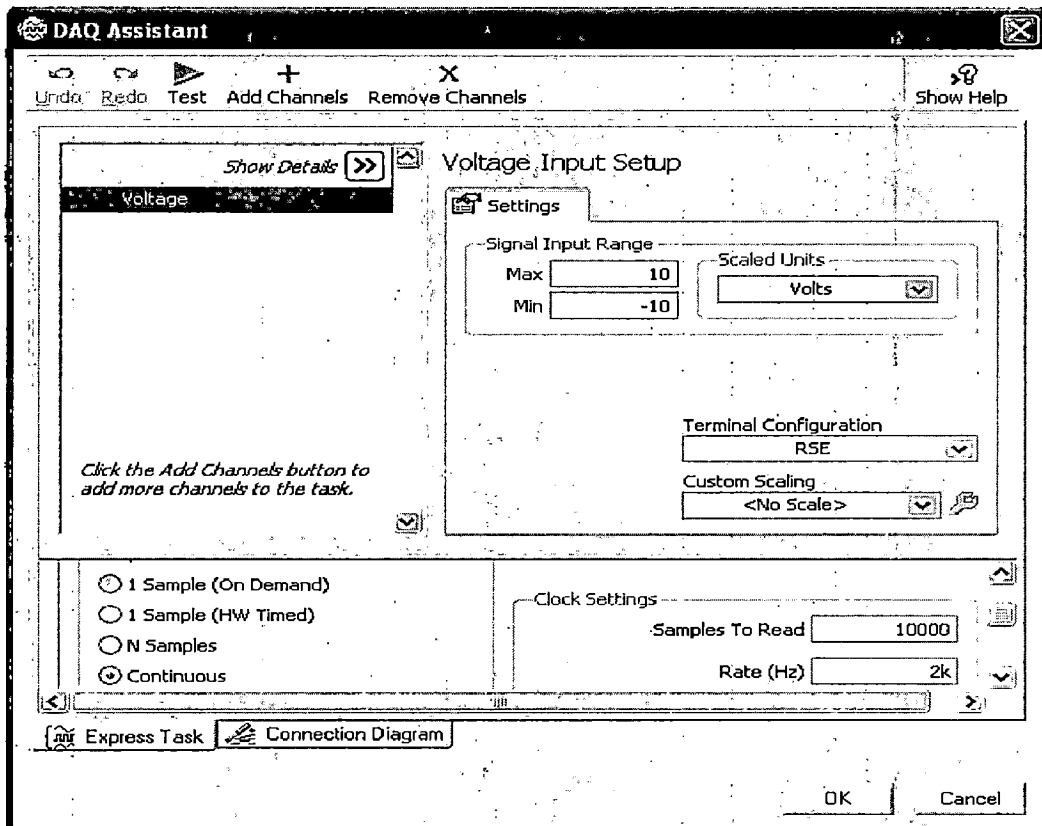 DAQ Assistant
Undo Redo Test Add Channels Remove Channels Show Help
Show Details
Voltage
Click the Add Channels button to
add more channels to the task.
Voltage Input Setup
Settings
Signal Input Range
Max 10
Min -10
Scaled Units
Volts
Terminal Configuration
RSE
Custom Scaling
<No Scale>
1 Sample (On Demand)
1 Sample (HW Timed)
N Samples
Continuous
Clock Settings
Samples To Read 10000
Rate (Hz) 2k
Express Task Connection Diagram
OK Cancel